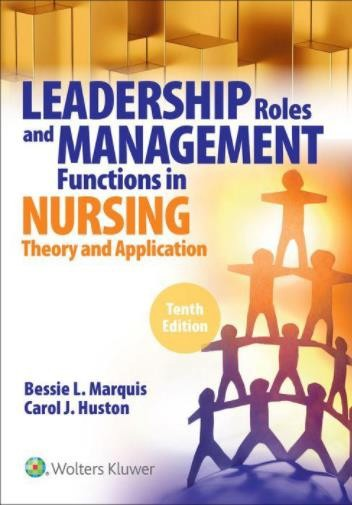 LEADERSHIP Roles
and MANAGEMENT
Functions in
NURSING
Theory and Application
Tenth
Edition
Bessie L. Marquis
Carol J. Huston
Wolters Kluwer